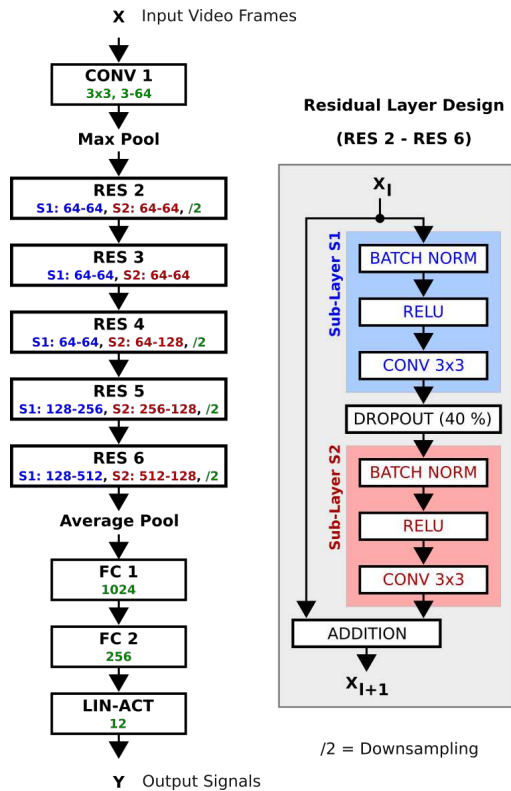 X Input Video Frames
CONV 1
3x3, 3-64
Max Pool
RES 2
S1: 64-64, S2: 64-64, /2
RES 3
S1: 64-64, S2: 64-64
RES 4
S1: 64-64, S2: 64-128, /2
RES 5
S1: 128-256, S2: 256-128, /2
RES 6
S1: 128-512, S2: 512-128, /2
Average Pool
FC 1
1024
FC 2
256
LIN-ACT
12
Y Output Signals
Residual Layer Design
(RES 2 - RES 6)
Xl
Sub-Layer S1
BATCH NORM
RELU
CONV 3x3
DROPOUT (40 %)
Sub-Layer S2
BATCH NORM
RELU
CONV 3x3
ADDITION
Xl+1
/2 = Downsampling